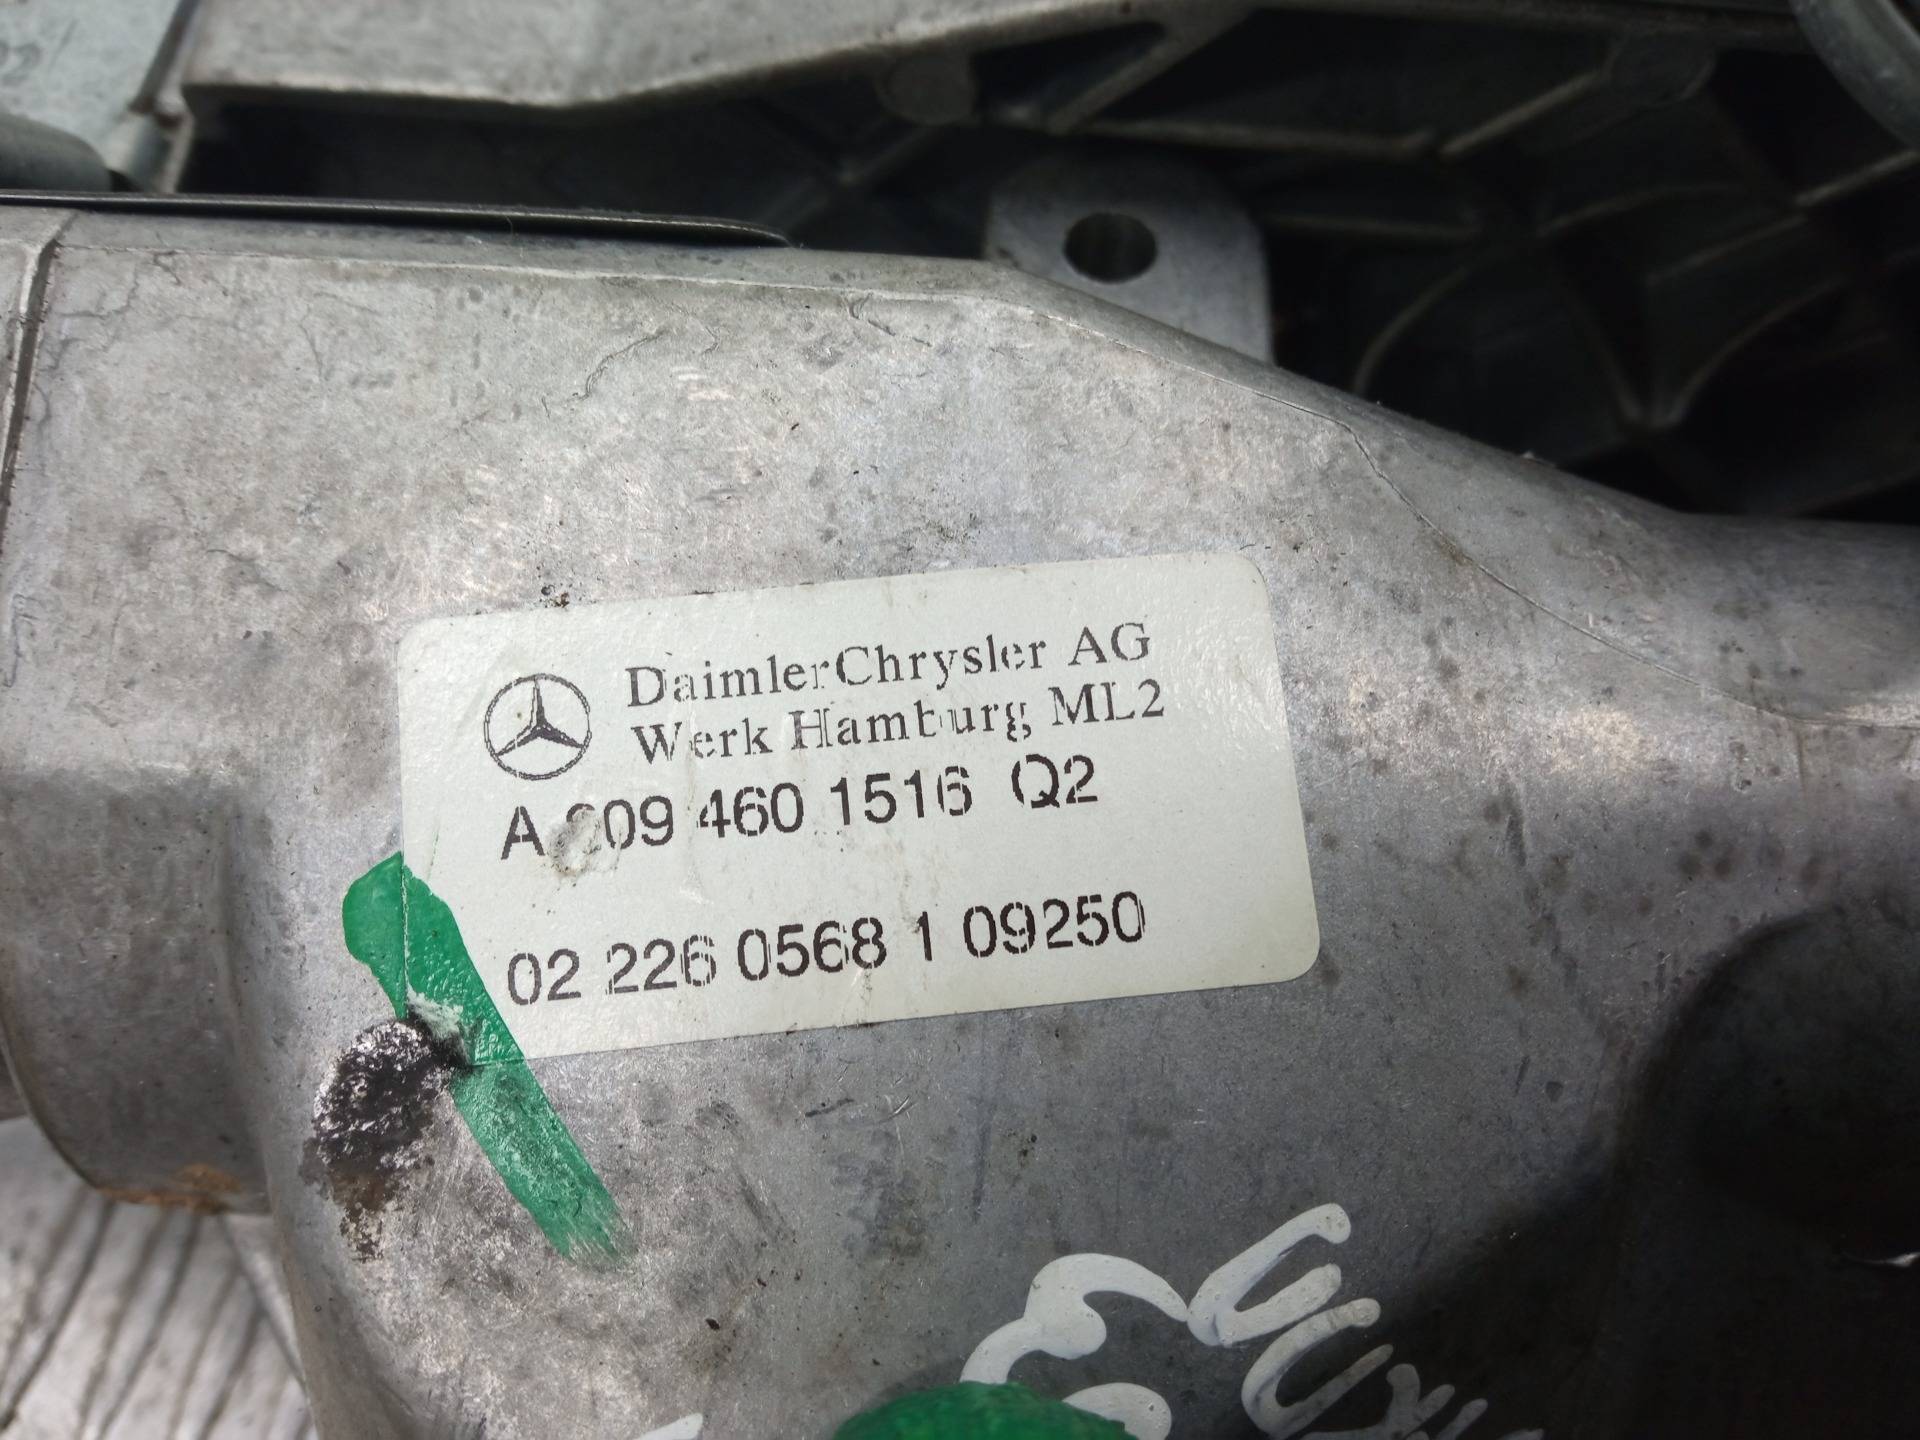 DaimlerChrysler AG
Werk Hamburg ML2
A 209 460 1516 Q2
02 226 0568 1 09250